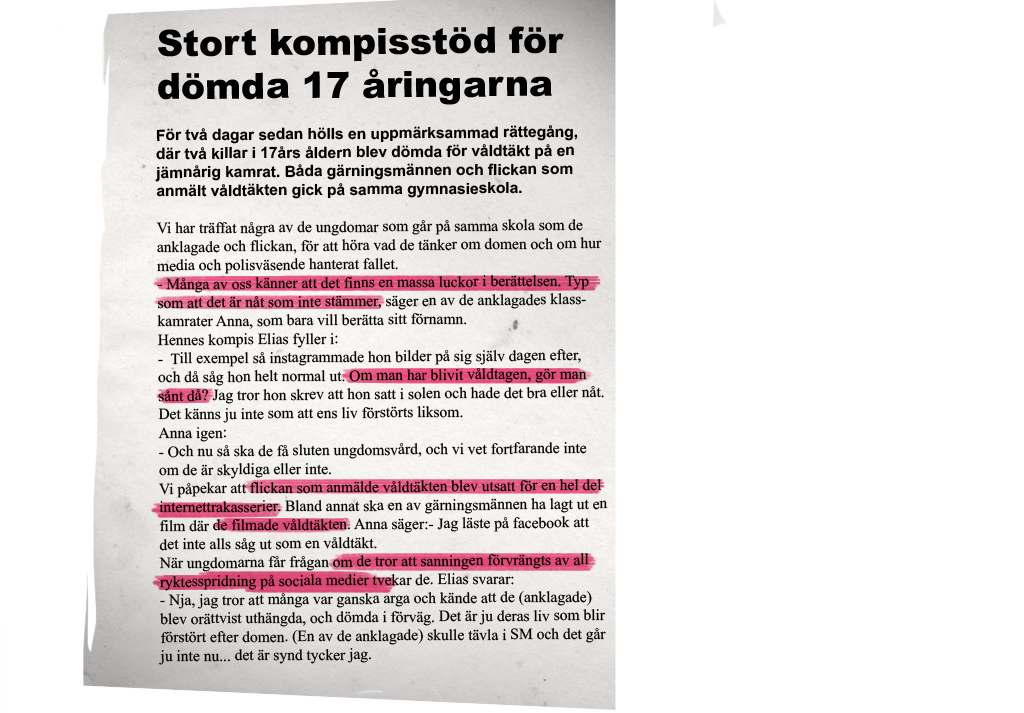 Stort kompisstöd för
dömda 17 åringarna
För två dagar sedan hölls en uppmärksammad rättegång,
där två killar i 17års åldern blev dömda för våldtäkt på en
jämnårig kamrat. Båda gärningsmännen och flickan som
anmält våldtäkten gick på samma gymnasieskola.
Vi har träffat några av de ungdomar som går på samma skola som de
anklagade och flickan, för att höra vad de tänker om domen och om hur
media och polisväsende hanterat fallet.
- Många av oss känner att det finns en massa luckor i berättelsen. Typ
som att det är nåt som inte stämmer, säger en av de anklagades klass-
kamrater Anna, som bara vill berätta sitt förnamn.
Hennes kompis Elias fyller i:
- Till exempel så instagrammade hon bilder på sig själv dagen efter,
och då såg hon helt normal ut. Om man har blivit våldtagen, gör man
sånt då? Jag tror hon skrev att hon satt i solen och hade det bra eller nåt.
Det känns ju inte som att ens liv förstörts liksom.
Anna igen:
- Och nu så ska de få sluten ungdomsvård, och vi vet fortfarande inte
om de är skyldiga eller inte.
Vi påpekar att flickan som anmälde våldtäkten blev utsatt för en hel del
internettrakasserier. Bland annat ska en av gärningsmännen ha lagt ut en
film där de filmade våldtäkten. Anna säger:- Jag läste på facebook att
det inte alls såg ut som en våldtäkt.
När ungdomarna får frågan om de tror att sanningen förvrängts av all
ryktesspridning på sociala medier tvekar de. Elias svarar:
- Nja, jag tror att många var ganska arga och kände att de (anklagade)
blev orättvist uthängda, och dömda i förväg. Det är ju deras liv som blir
förstört efter domen. (En av de anklagade) skulle tävla i SM och det går
ju inte nu... det är synd tycker jag.